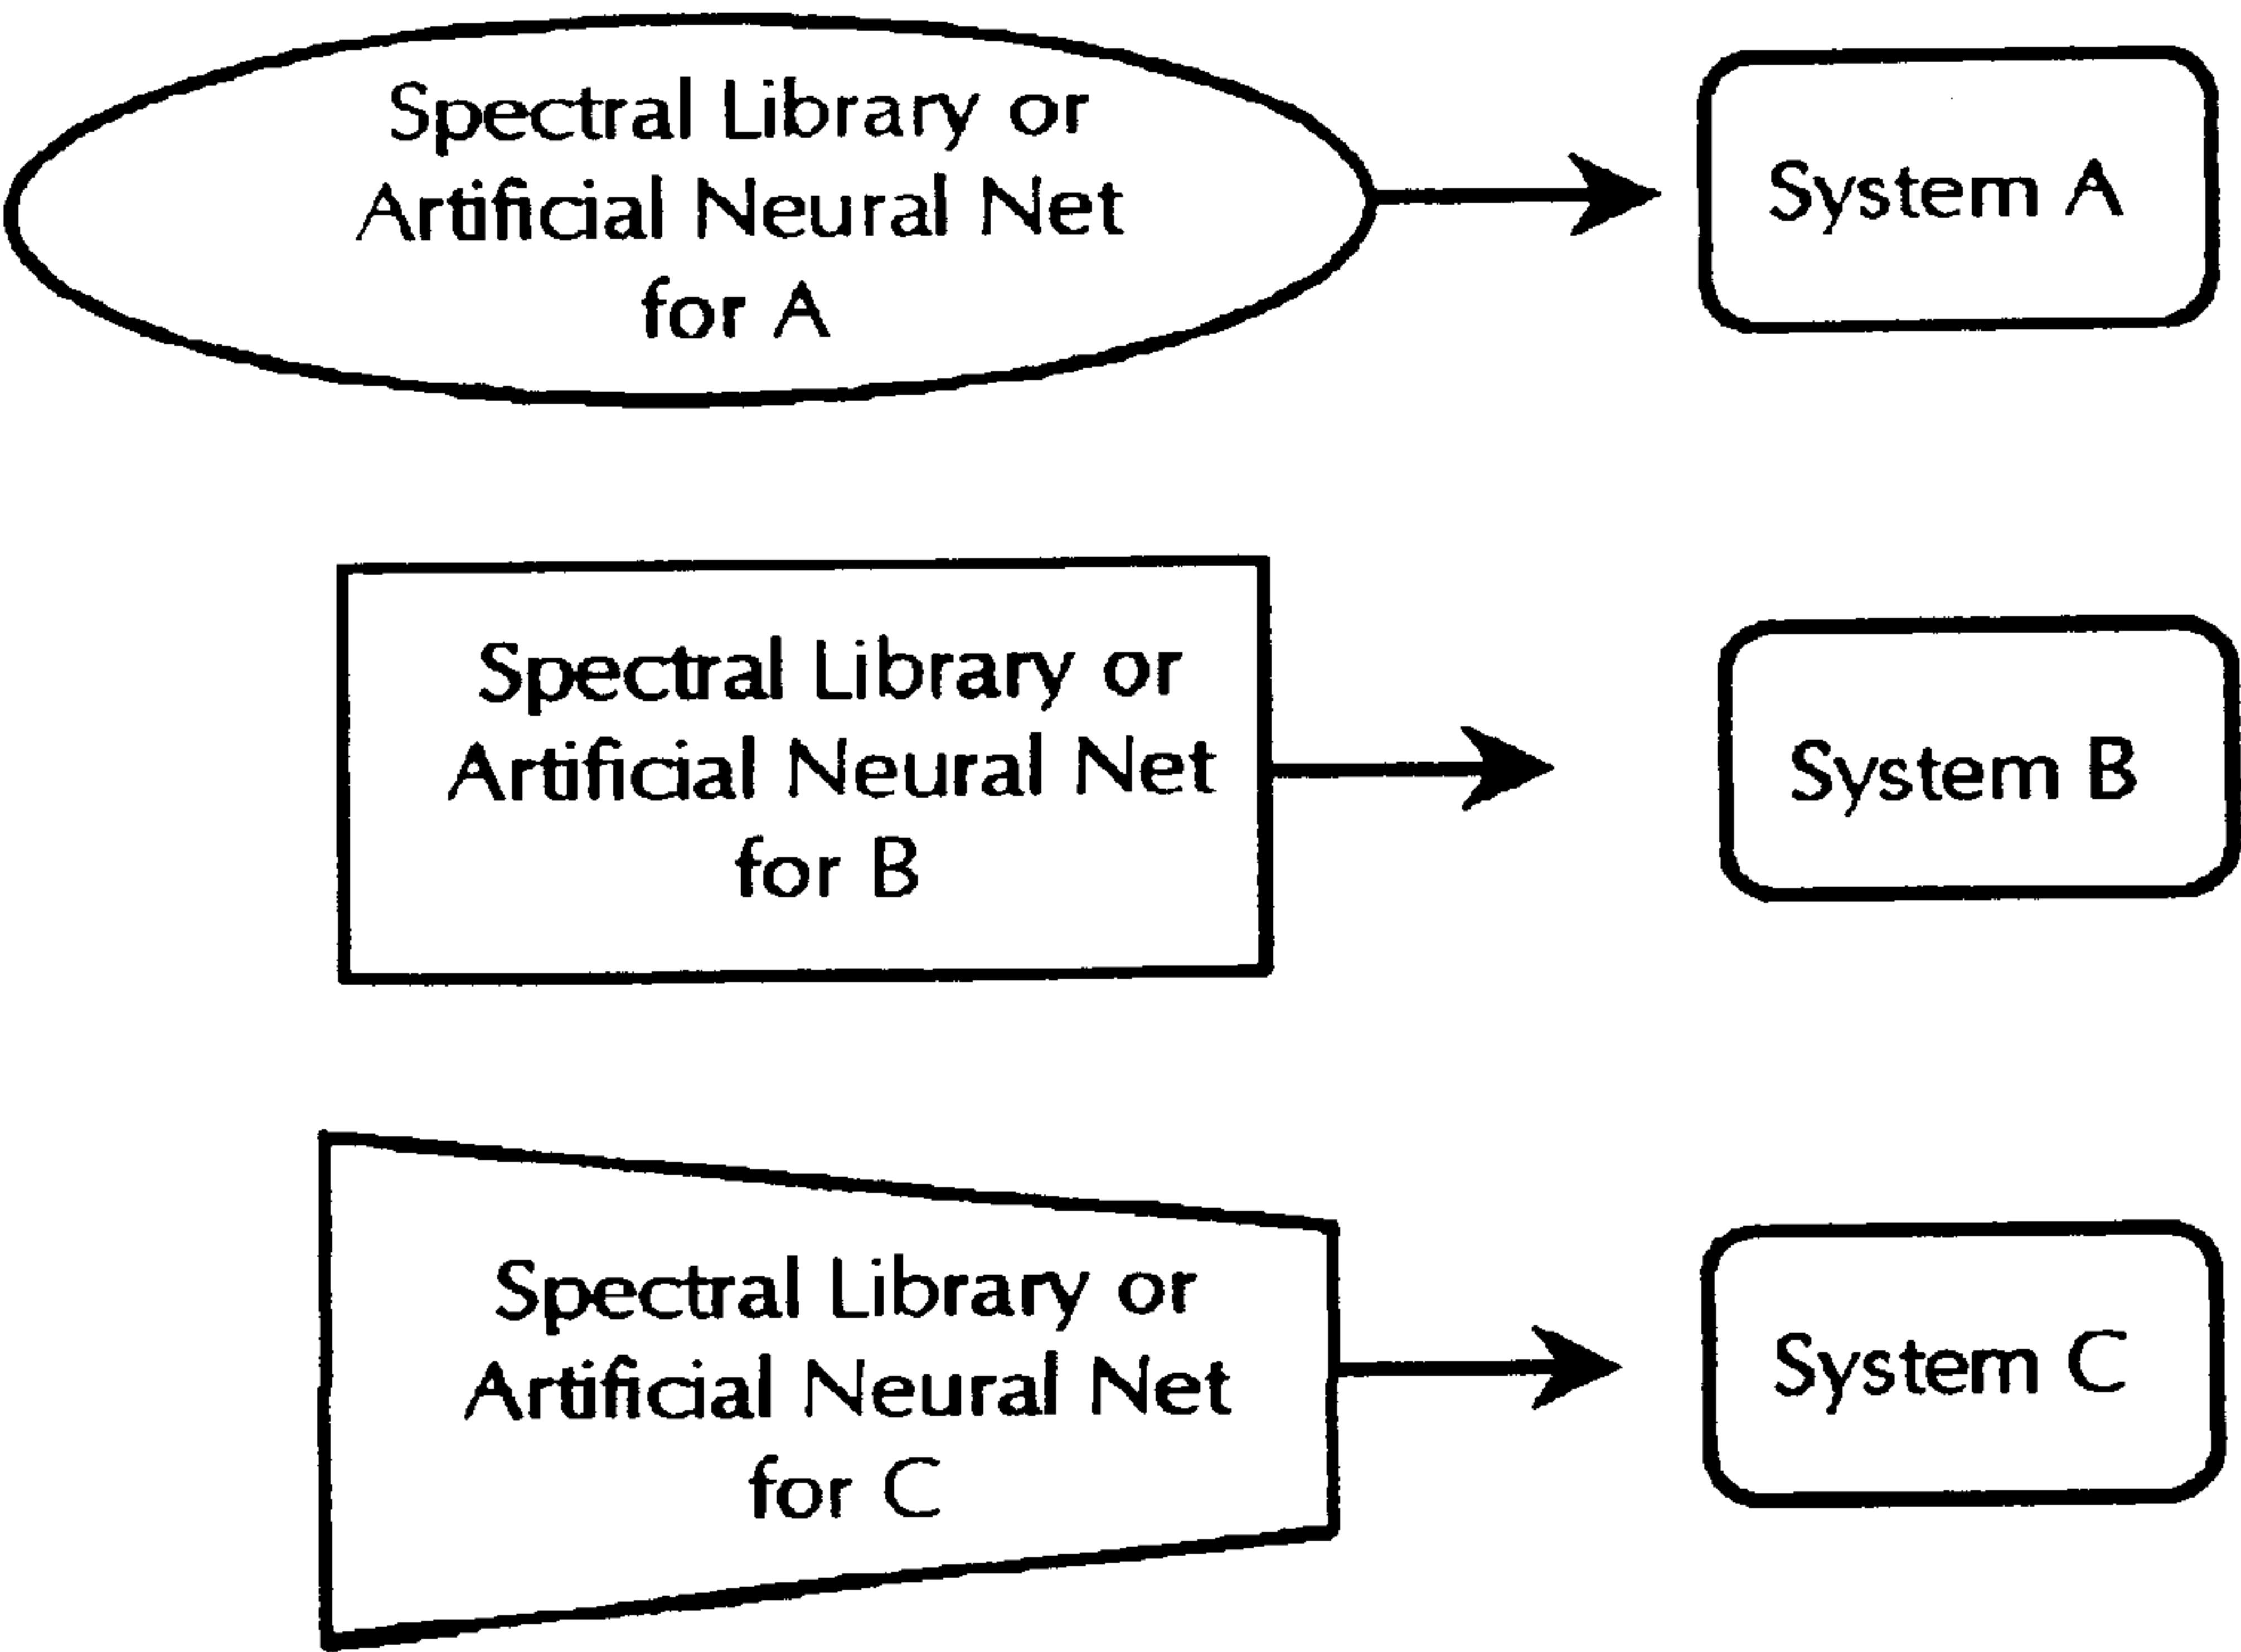 Spectral Library or
Artificial Neural Net
for A
System A
Spectral Library or
Artificial Neural Net
for B
System B
Spectral Library or
Artificial Neural Net
for C
System C